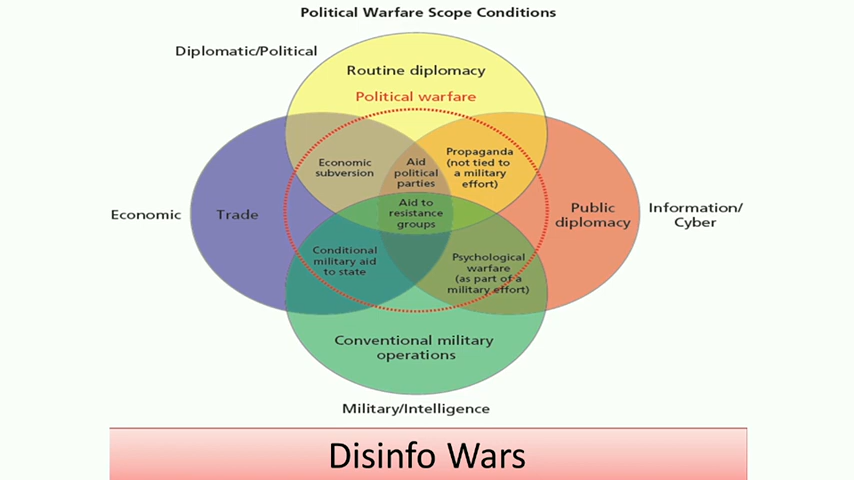 Political Warfare Scope Conditions
Diplomatic/Political
Routine diplomacy
Political warfare
Economic
subversion
Aid
political
parties
Propaganda
(not tied to
a military
effort)
Economic
Trade
Aid to
resistance
groups
Public
diplomacy
Information/
Cyber
Conditional
military aid
to state
Psychological
warfare
(as part of a
military effort)
Conventional military
operations
Military/Intelligence
Disinfo Wars